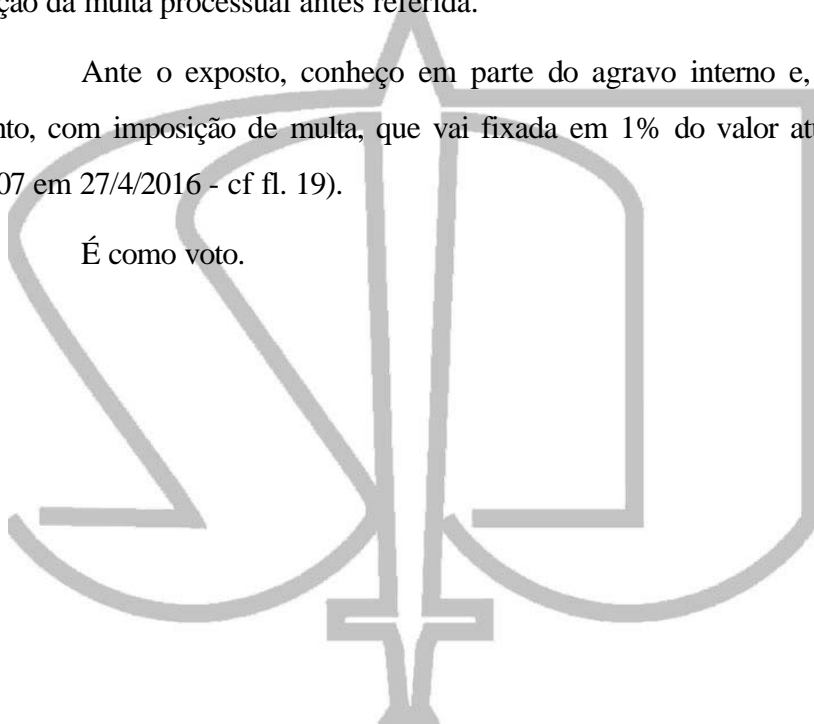 ção da multa processual antes referida.
Ante o exposto, conheço em parte do agravo interno e,
nto, com imposição de multa, que vai fixada em 1% do valor atu
07 em 27/4/2016 - cf fl. 19).
É como voto.